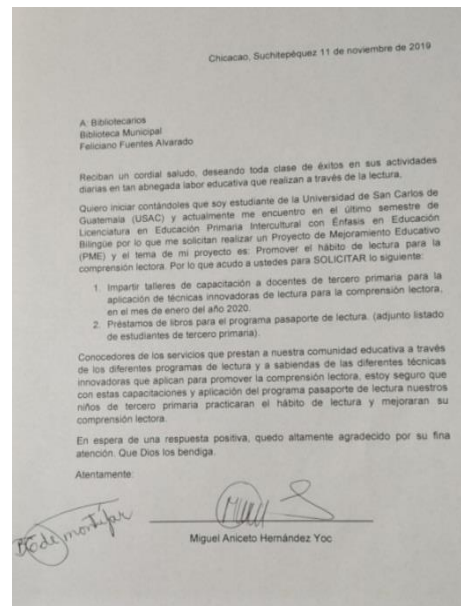 Chicacao, Suchitepéquez 11 de noviembre de 2019
A: Bibliotecarios
Biblioteca Municipal
Feliciano Fuentes Alvarado
Reciban un cordial saludo, deseando toda clase de éxitos en sus actividades
diarias en tan abnegada labor educativa que realizan a través de la lectura.
Quiero iniciar contándoles que soy estudiante de la Universidad de San Carlos de
Guatemala (USAC) y actualmente me encuentro en el último semestre de
Licenciatura en Educación Primaria Intercultural con Énfasis en Educación
Bilingüe por lo que me solicitan realizar un Proyecto de Mejoramiento Educativo
(PME) y el tema de mi proyecto es: Promover el hábito de lectura para la
comprensión lectora. Por lo que acudo a ustedes para SOLICITAR lo siguiente:
1. Impartir talleres de capacitación a docentes de tercero primaria para la
aplicación de técnicas innovadoras de lectura para la comprensión lectora,
en el mes de enero del año 2020.
2. Préstamos de libros para el programa pasaporte de lectura. (adjunto listado
de estudiantes de tercero primaria).
Conocedores de los servicios que prestan a nuestra comunidad educativa a través
de los diferentes programas de lectura y a sabiendas de las diferentes técnicas
innovadoras que aplican para promover la comprensión lectora, estoy seguro que
con estas capacitaciones y aplicación del programa pasaporte de lectura nuestros
niños de tercero primaria practicaran el hábito de lectura y mejoraran su
comprensión lectora.
En espera de una respuesta positiva, quedo altamente agradecido por su fina
atención. Que Dios los bendiga.
Atentamente:
Miguel Aniceto Hernández Yoc